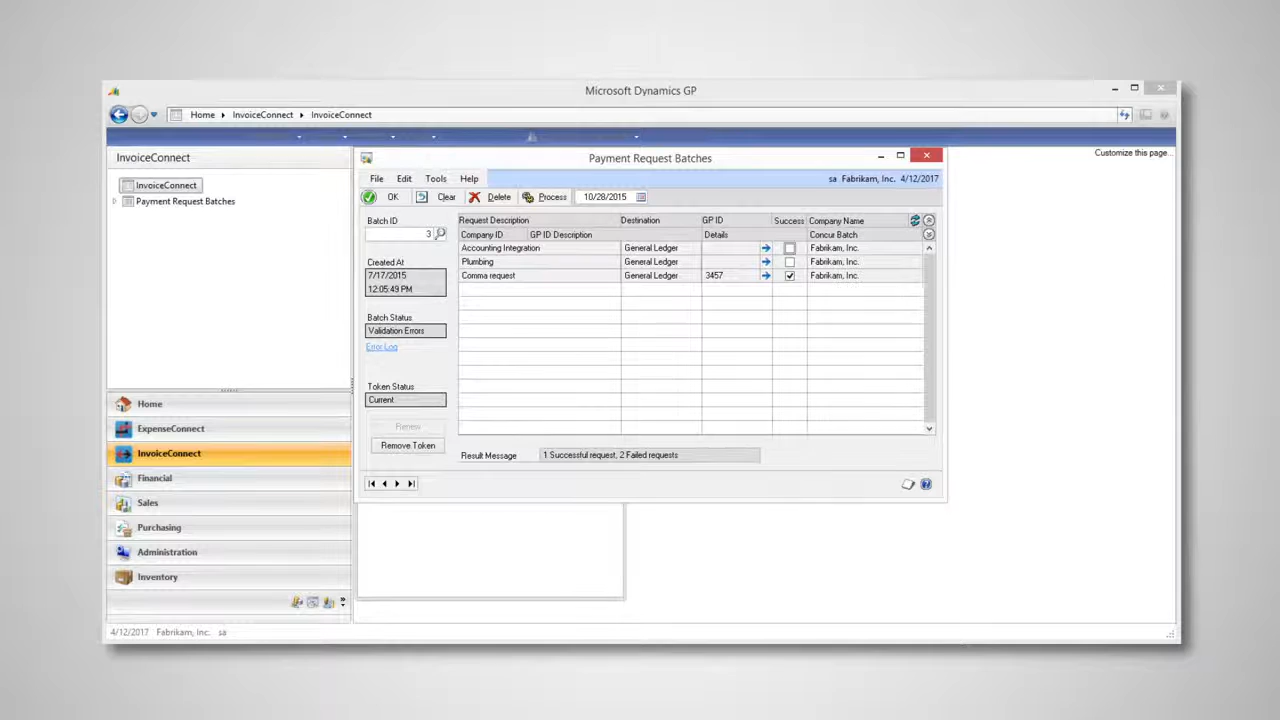 Microsoft Dynamics GP
Home InvoiceConnect InvoiceConnect
Customize this page...
InvoiceConnect
InvoiceConnect
Payment Request Batches
Payment Request Batches
File Edit Tools Help
sa Fabrikam, Inc. 4/12/2017
OK Clear Delete Process 10/28/2015
Batch ID
3
Created At
7/17/2015
12:05:49 PM
Batch Status
Validation Errors
Error Log
Token Status
Current
Renew
Remove Token
Request Description Destination GP ID Success Company Name
Company ID GP ID Description Details Concur Batch
Accounting Integration General Ledger Fabrikam, Inc.
Plumbing General Ledger Fabrikam, Inc.
Comma request General Ledger 3457 Fabrikam, Inc.
Result Message 1 Successful request, 2 Failed requests
Home
ExpenseConnect
InvoiceConnect
Financial
Sales
Purchasing
Administration
Inventory
4/12/2017 Fabrikam, Inc. sa